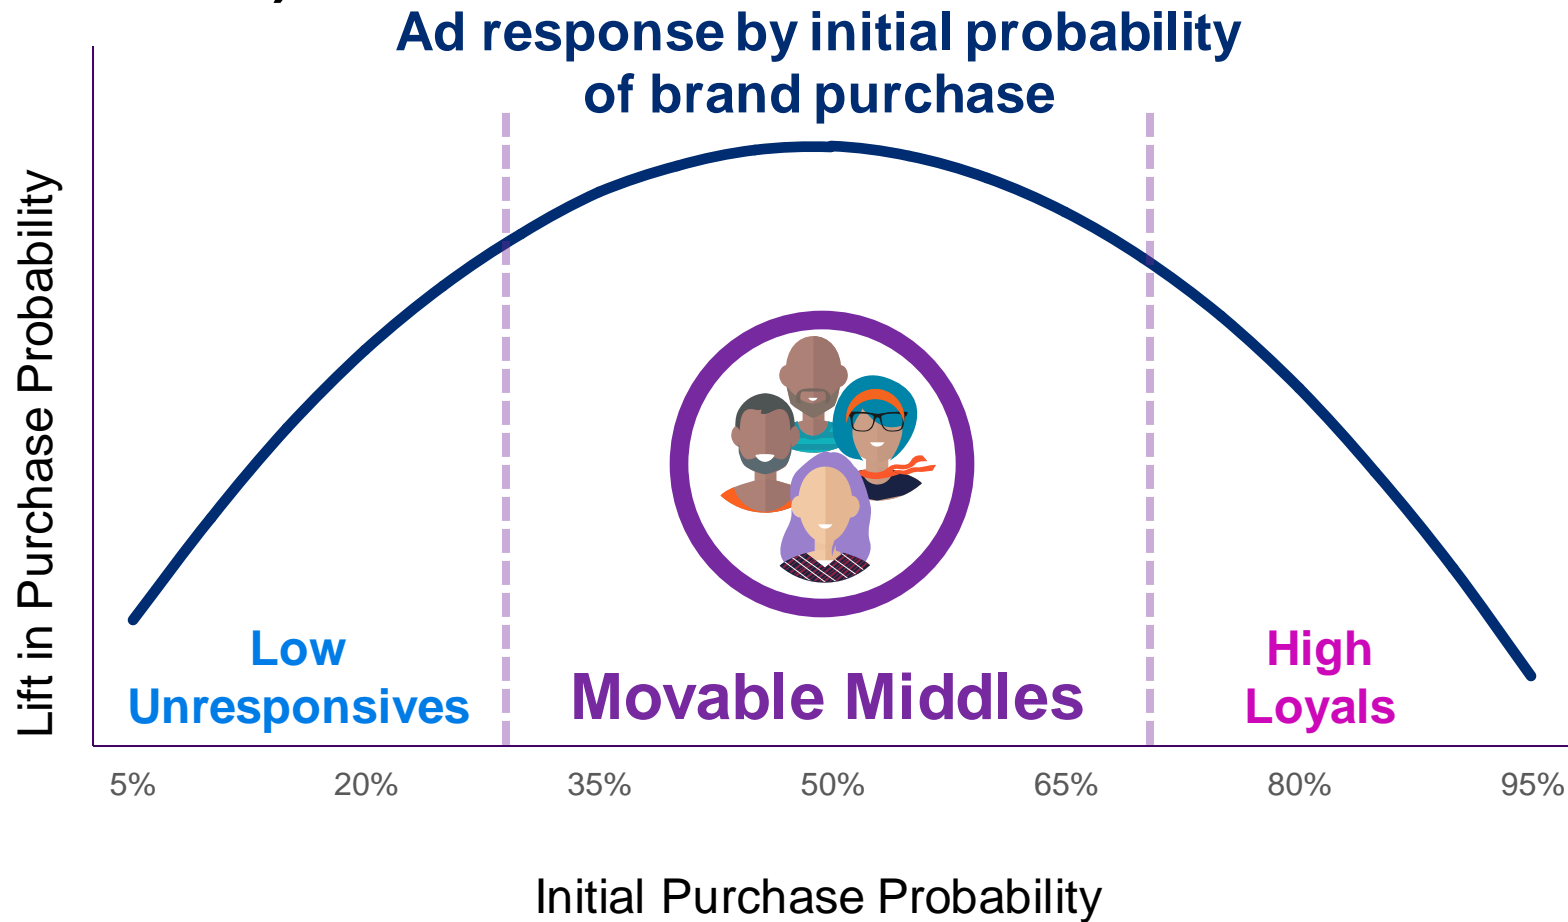 Ad response by initial probability
of brand purchase
Lift in Purchase Probability
Low
Unresponsives
Movable Middles
High
Loyals
5%
20%
35%
50%
65%
80%
95%
Initial Purchase Probability